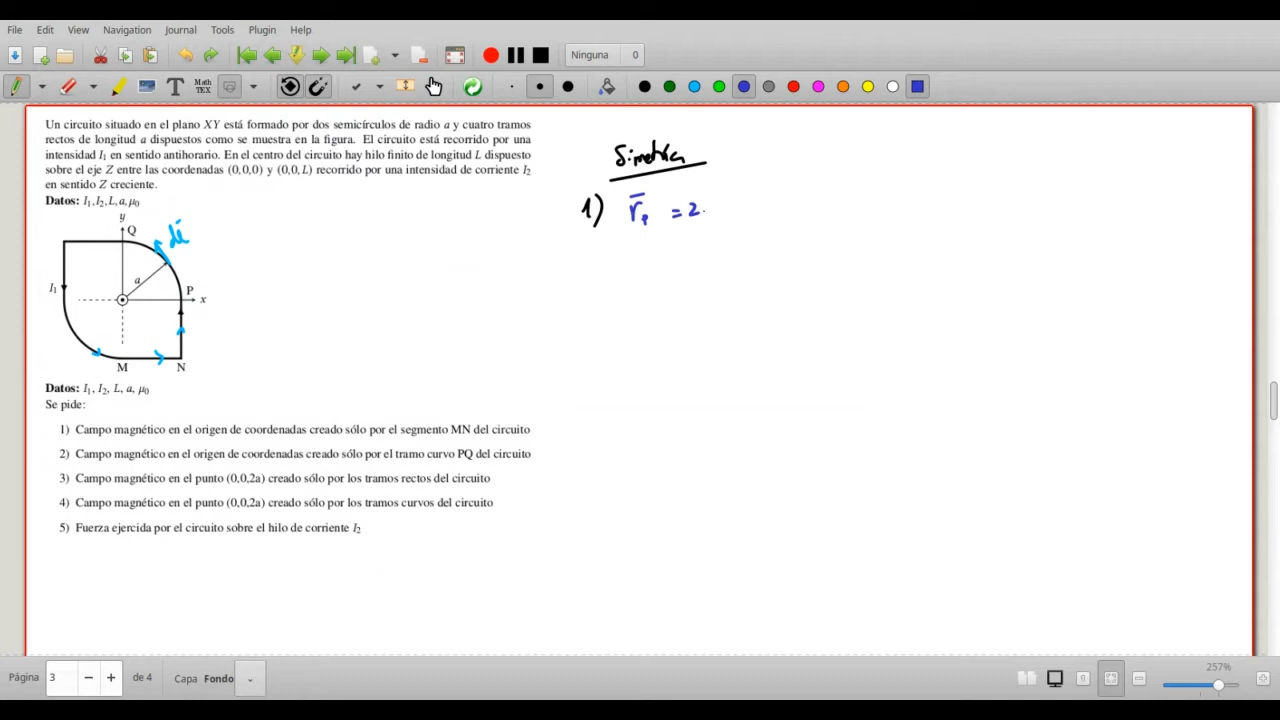 File Edit View Navigation Journal Tools Plugin Help
Ninguna 0
Math
TEX
Un circuito situado en el plano XY está formado por dos semicírculos de radio a y cuatro tramos
rectos de longitud a dispuestos como se muestra en la figura. El circuito está recorrido por una
intensidad I₁ en sentido antihorario. En el centro del circuito hay hilo finito de longitud L dispuesto
sobre el eje Z entre las coordenadas (0,0,0) y (0,0,L) recorrido por una intensidad de corriente I₂
en sentido Z creciente.
Datos: I₁,I₂,L,a,μ₀
y
Q
a
I₁
P
x
M
N
Datos: I₁, I₂, L, a, μ₀
Se pide:
1) Campo magnético en el origen de coordenadas creado sólo por el segmento MN del circuito
2) Campo magnético en el origen de coordenadas creado sólo por el tramo curvo PQ del circuito
3) Campo magnético en el punto (0,0,2a) creado sólo por los tramos rectos del circuito
4) Campo magnético en el punto (0,0,2a) creado sólo por los tramos curvos del circuito
5) Fuerza ejercida por el circuito sobre el hilo de corriente I₂
Simetría
1) r̄ₚ = 2
Página 3 de 4 Capa Fondo
257%